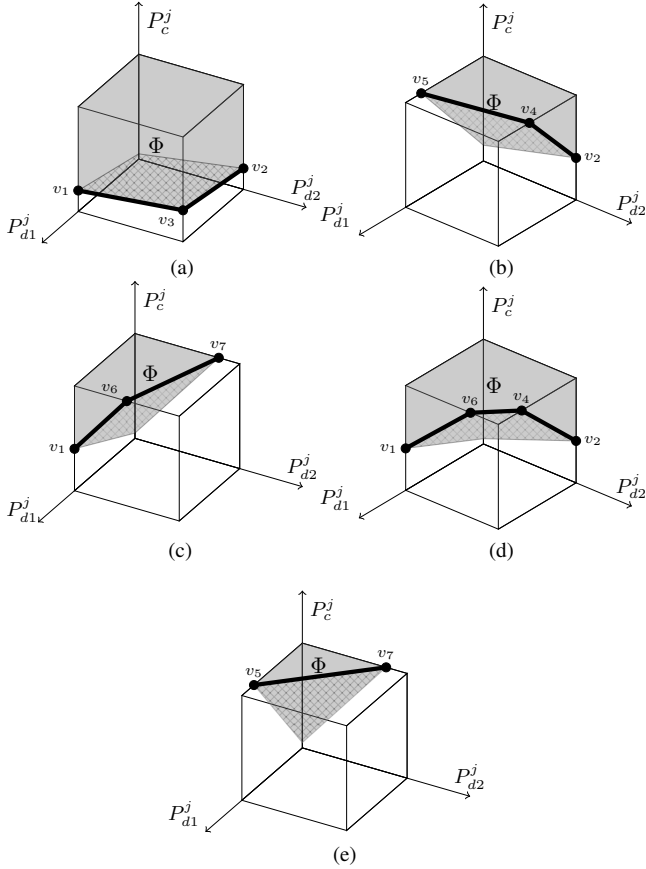 P_c^j
Φ
v_1
v_2
v_3
P_{d2}^j
P_{d1}^j
(a)
P_c^j
v_5
Φ
v_4
v_2
P_{d1}^j
P_{d2}^j
(b)
P_c^j
v_7
Φ
v_6
v_1
P_{d2}^j
P_{d1}^j
(c)
P_c^j
Φ
v_6
v_4
v_1
v_2
P_{d1}^j
P_{d2}^j
(d)
P_c^j
v_5
Φ
v_7
P_{d1}^j
P_{d2}^j
(e)